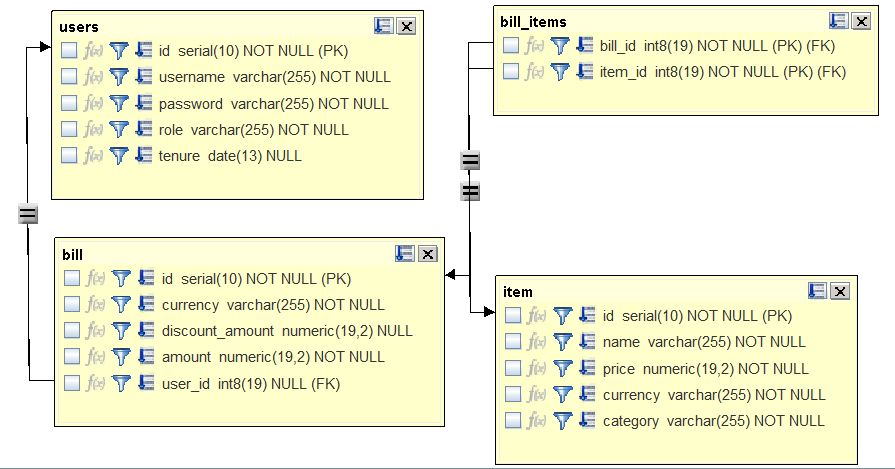 users
id serial(10) NOT NULL (PK)
username varchar(255) NOT NULL
password varchar(255) NOT NULL
role varchar(255) NOT NULL
tenure date(13) NULL
bill_items
bill_id int8(19) NOT NULL (PK) (FK)
item_id int8(19) NOT NULL (PK) (FK)
bill
id serial(10) NOT NULL (PK)
currency varchar(255) NOT NULL
discount_amount numeric(19,2) NULL
amount numeric(19,2) NOT NULL
user_id int8(19) NULL (FK)
item
id serial(10) NOT NULL (PK)
name varchar(255) NOT NULL
price numeric(19,2) NOT NULL
currency varchar(255) NOT NULL
category varchar(255) NOT NULL